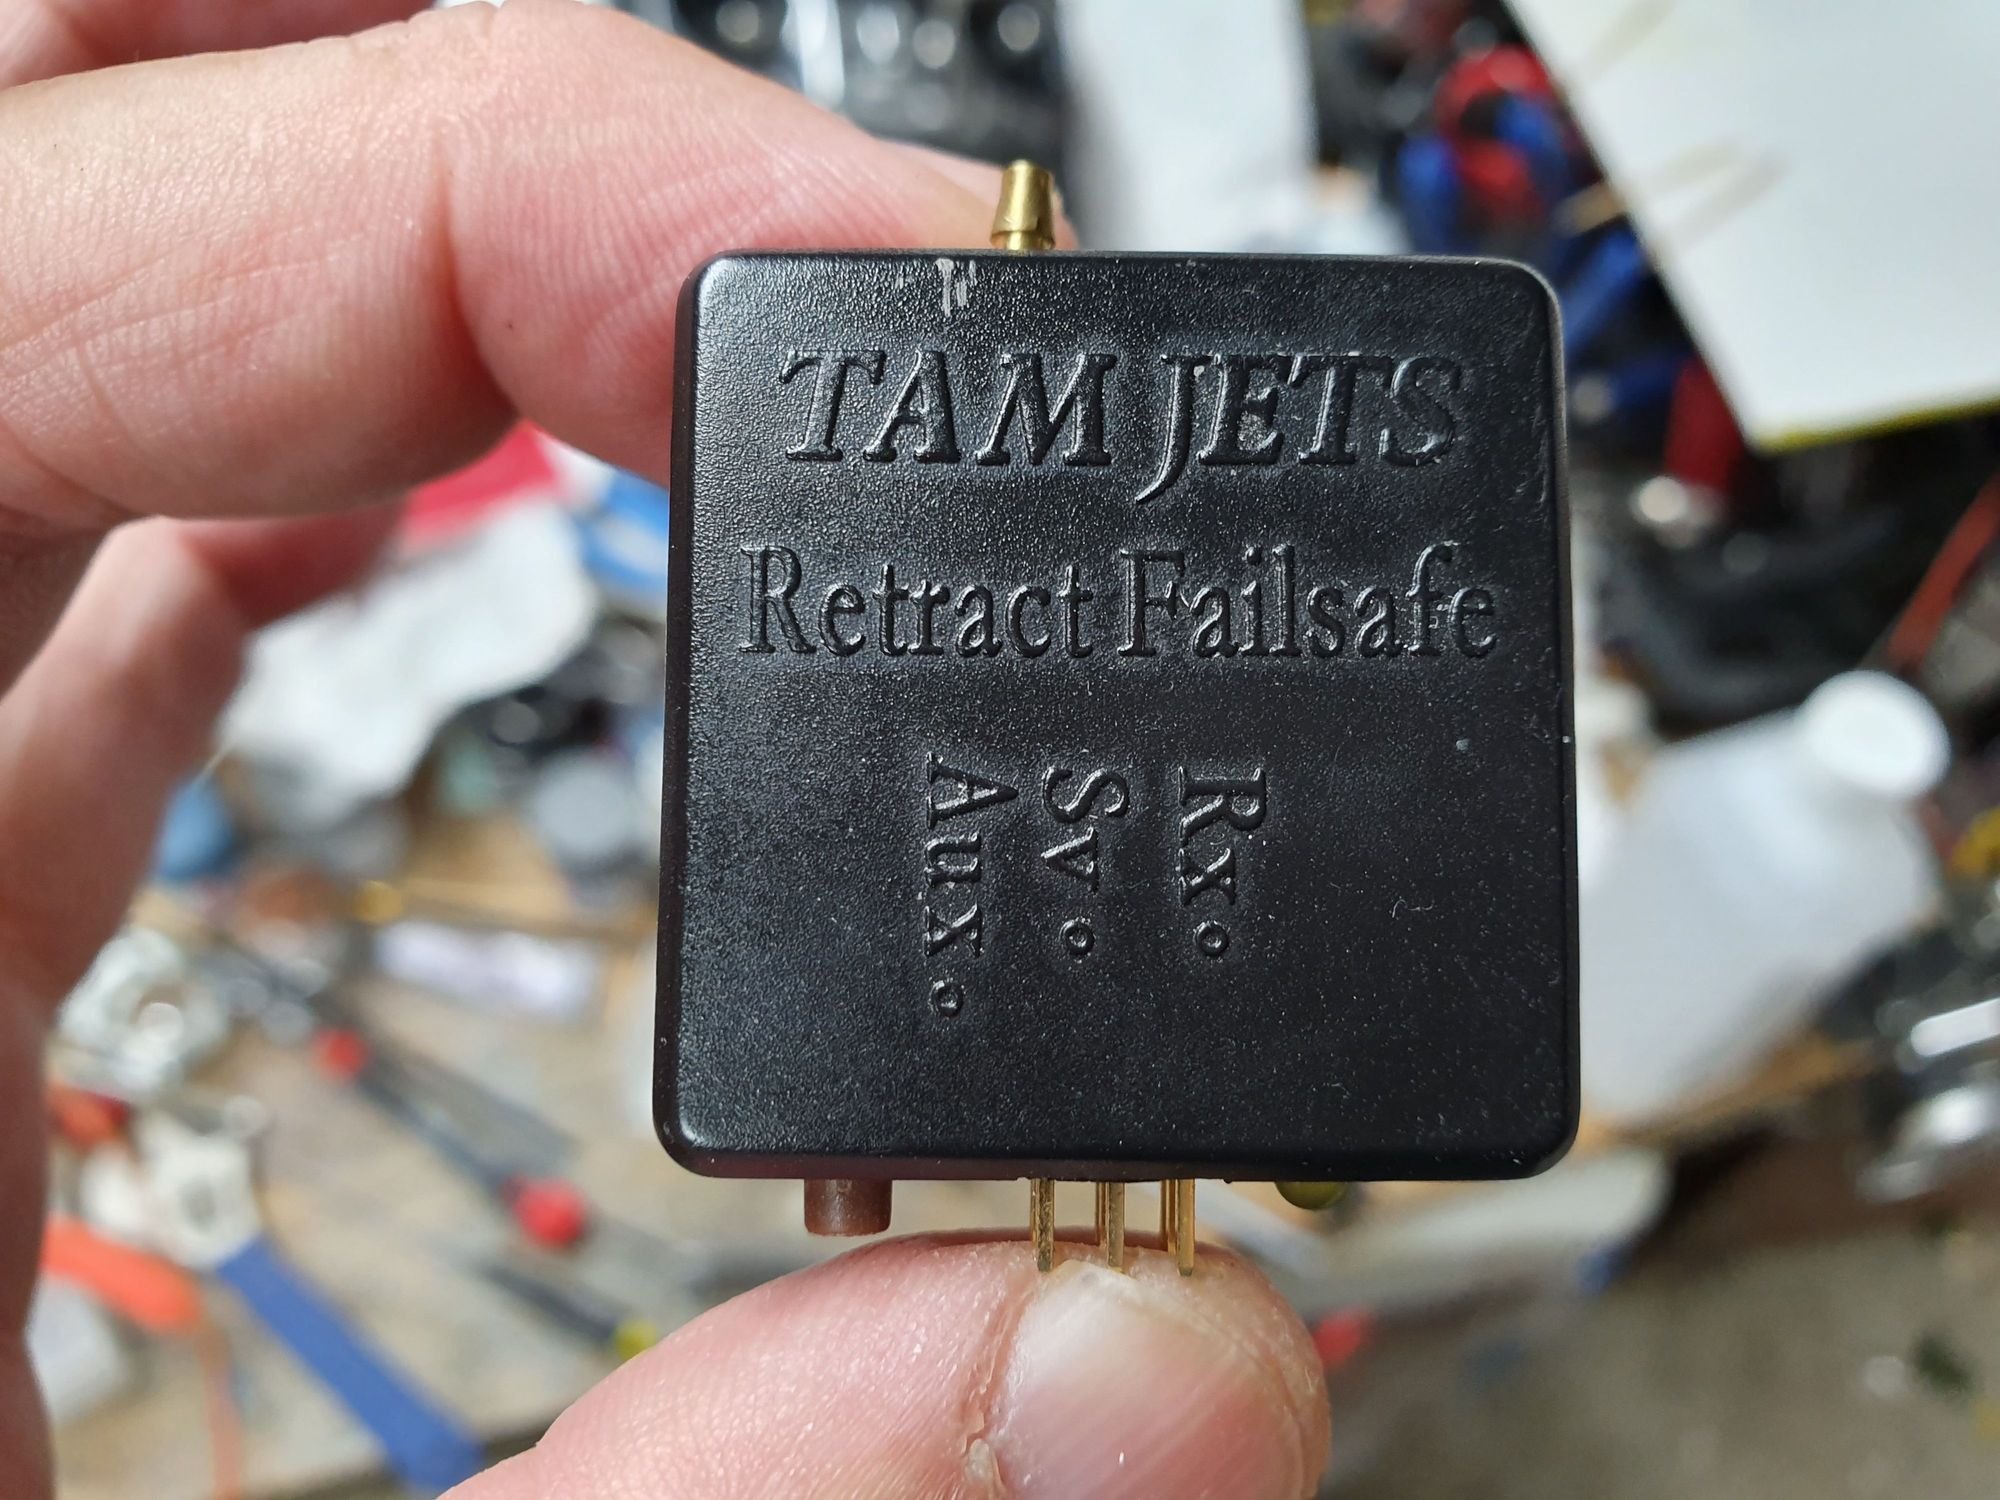 TAM JETS
Retract Failsafe
Rx.
Sv.
Aux.